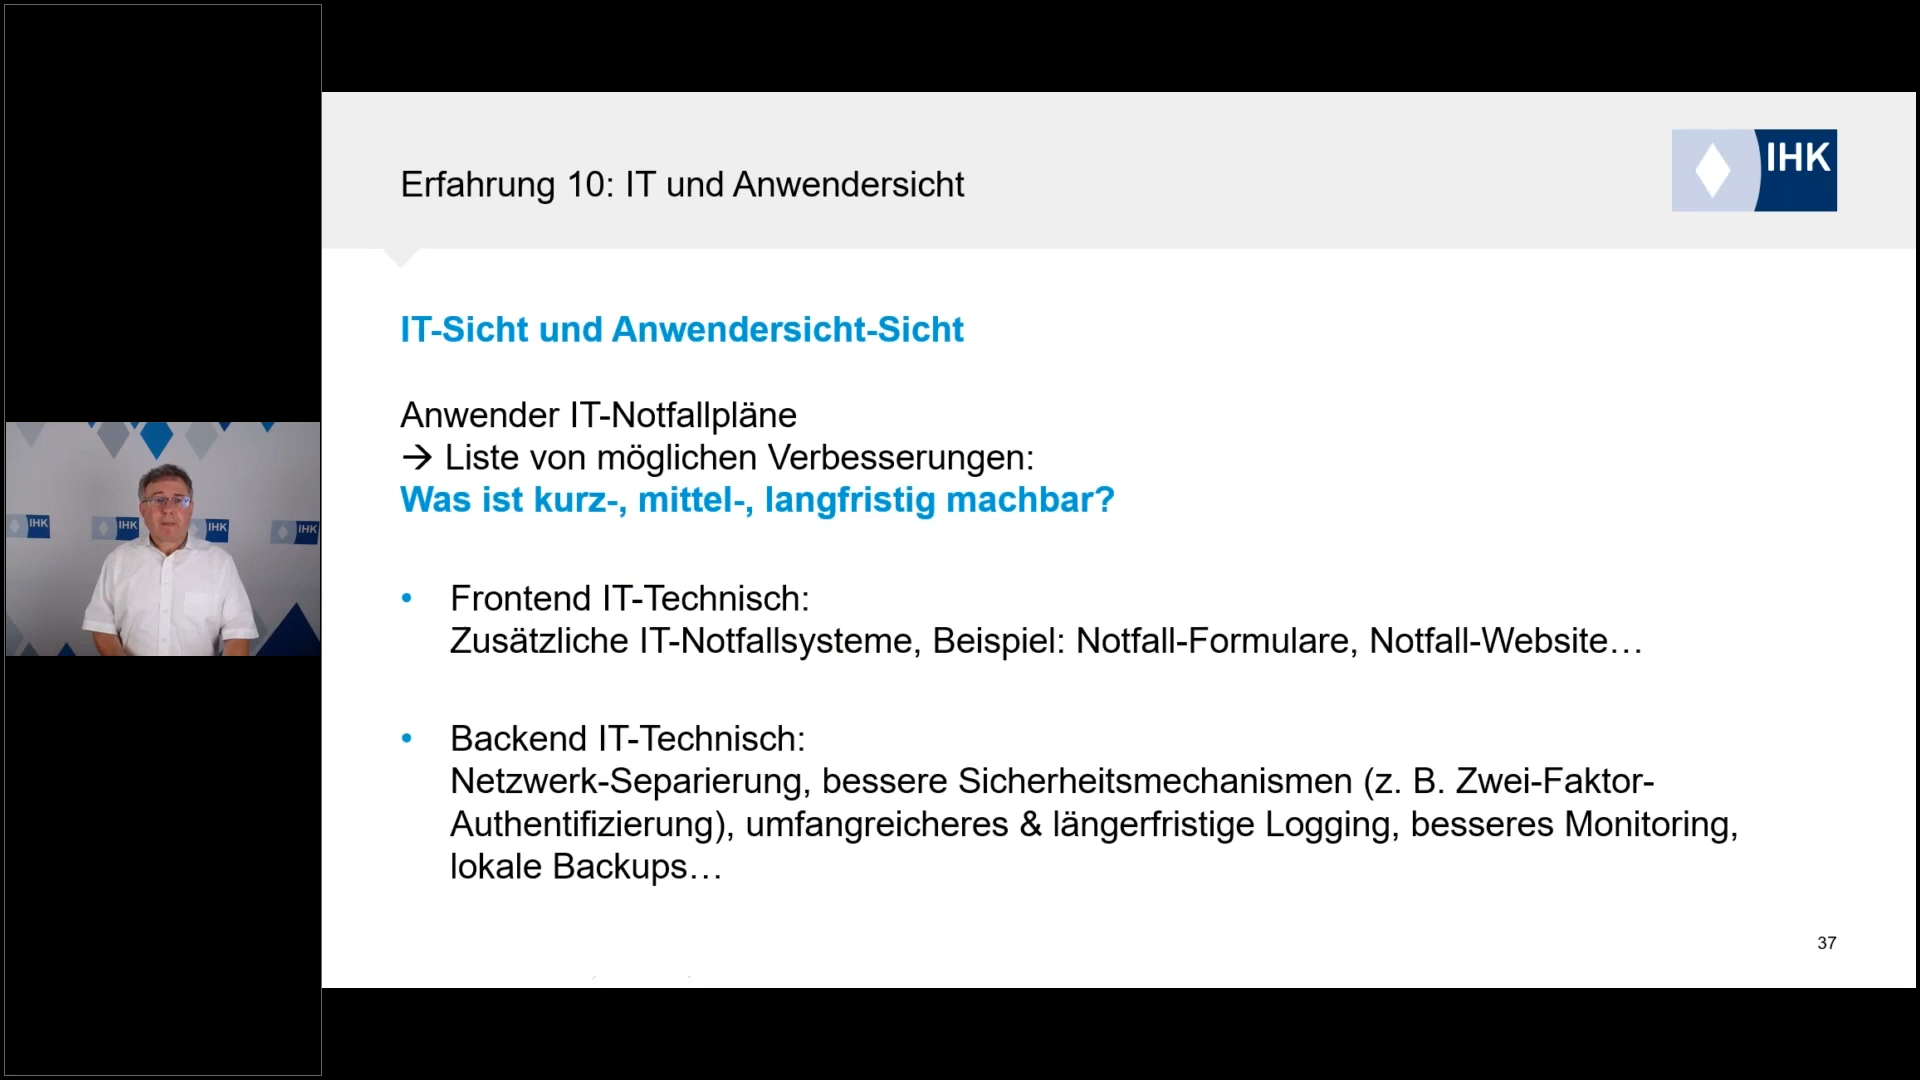 Erfahrung 10: IT und Anwendersicht
IHK
IT-Sicht und Anwendersicht-Sicht
Anwender IT-Notfallpläne
→ Liste von möglichen Verbesserungen:
Was ist kurz-, mittel-, langfristig machbar?
• Frontend IT-Technisch:
Zusätzliche IT-Notfallsysteme, Beispiel: Notfall-Formulare, Notfall-Website…
• Backend IT-Technisch:
Netzwerk-Separierung, bessere Sicherheitsmechanismen (z. B. Zwei-Faktor-
Authentifizierung), umfangreicheres & längerfristige Logging, besseres Monitoring,
lokale Backups…
37
IHK
IHK
IHK
IHK